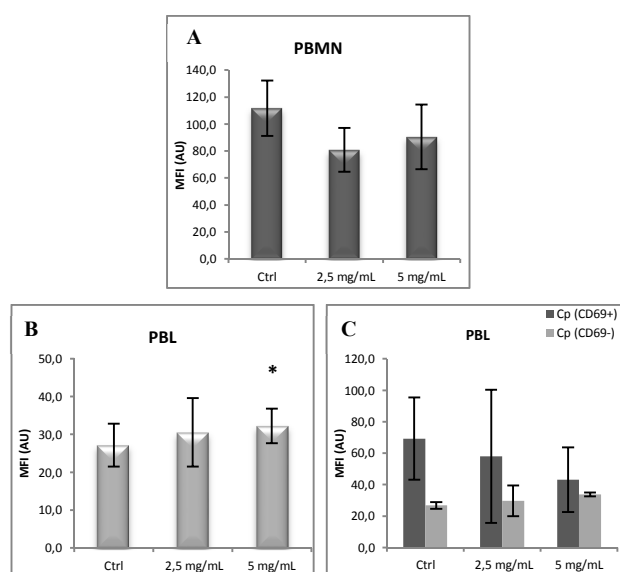 A
PBMN
140,0
120,0
100,0
80,0
60,0
40,0
20,0
0,0
MFI (AU)
Ctrl 2,5 mg/mL 5 mg/mL
B
PBL
50,0
40,0
30,0
20,0
10,0
0,0
MFI (AU)
*
Ctrl 2,5 mg/mL 5 mg/mL
C
PBL
Cp (CD69+)
Cp (CD69-)
120,0
100,0
80,0
60,0
40,0
20,0
0,0
MFI (AU)
Ctrl 2,5 mg/mL 5 mg/mL